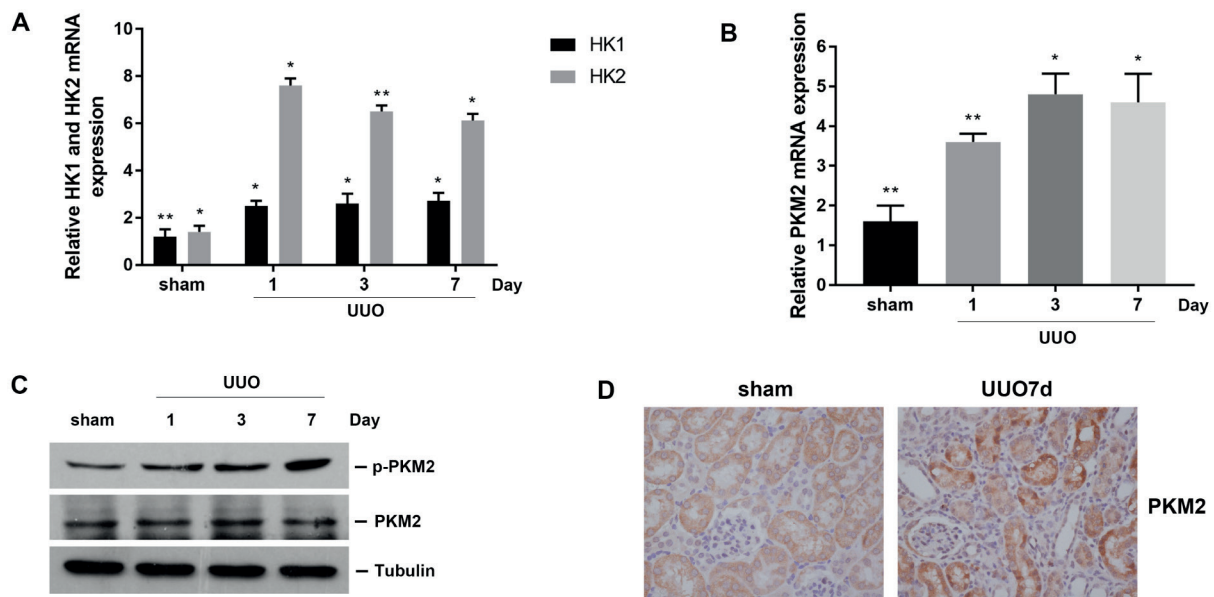 A
Relative HK1 and HK2 mRNA
expression
10
8
6
4
2
0
** * * * * ** * *
sham 1 3 7 Day
UUO
HK1
HK2
B
Relative PKM2 mRNA expression
6
5
4
3
2
1
0
** ** * *
sham 1 3 7 Day
UUO
C
UUO
sham 1 3 7 Day
p-PKM2
PKM2
Tubulin
D
sham UUO7d
PKM2